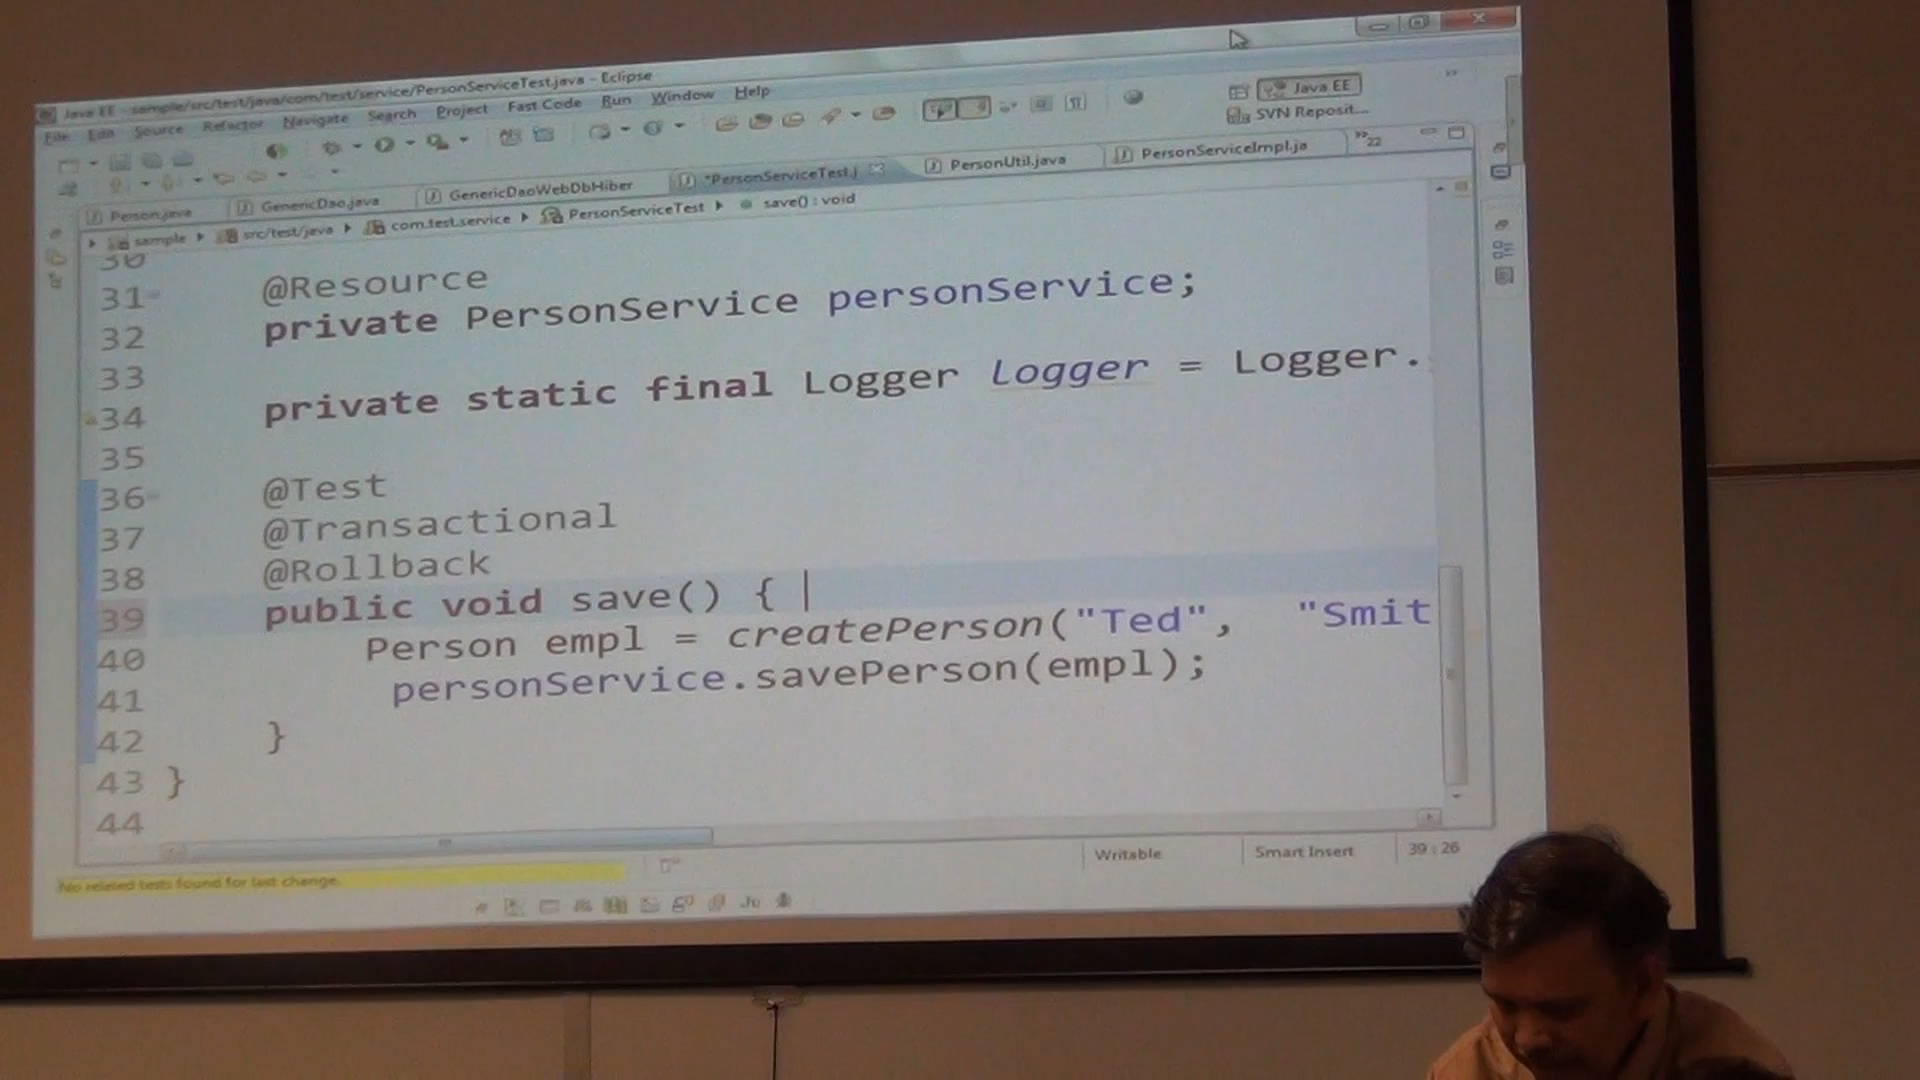 Java EE - sample/src/test/java/com/test/service/PersonServiceTest.java - Eclipse
File Edit Source Refactor Navigate Search Project Fast Code Run Window Help
Java EE
SVN Reposit...
Person.java GenericDao.java GenericDaoWebDbHiber *PersonServiceTest.j PersonUtil.java PersonServiceImpl.ja »22
sample src/test/java com.test.service PersonServiceTest save() : void
30
31 @Resource
32 private PersonService personService;
33
34 private static final Logger Logger = Logger.
35
36 @Test
37 @Transactional
38 @Rollback
39 public void save() {
40 Person empl = createPerson("Ted", "Smit
41 personService.savePerson(empl);
42 }
43 }
44
Writable Smart Insert 39 : 26
No related tests found for last change.